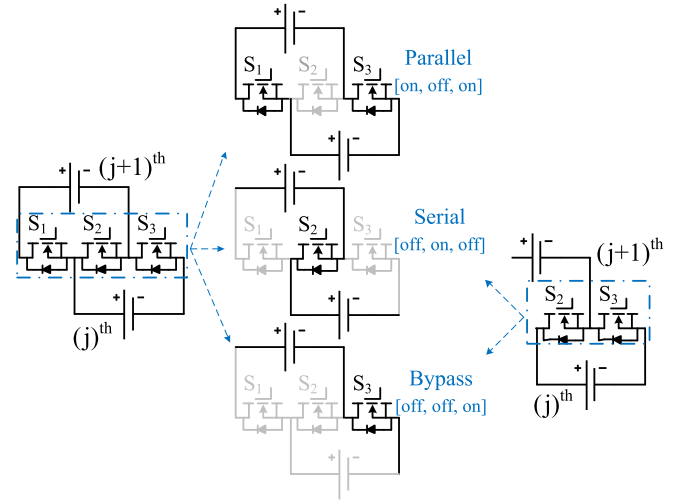 + −
S1 S2 S3
Parallel
[on, off, on]
+ −
+ −
(j+1)th
S1 S2 S3
+ −
(j)th
+ −
S1 S2 S3
Serial
[off, on, off]
+ −
+ −
S1 S2 S3
Bypass
[off, off, on]
+ −
+ −
(j+1)th
S2 S3
+ −
(j)th